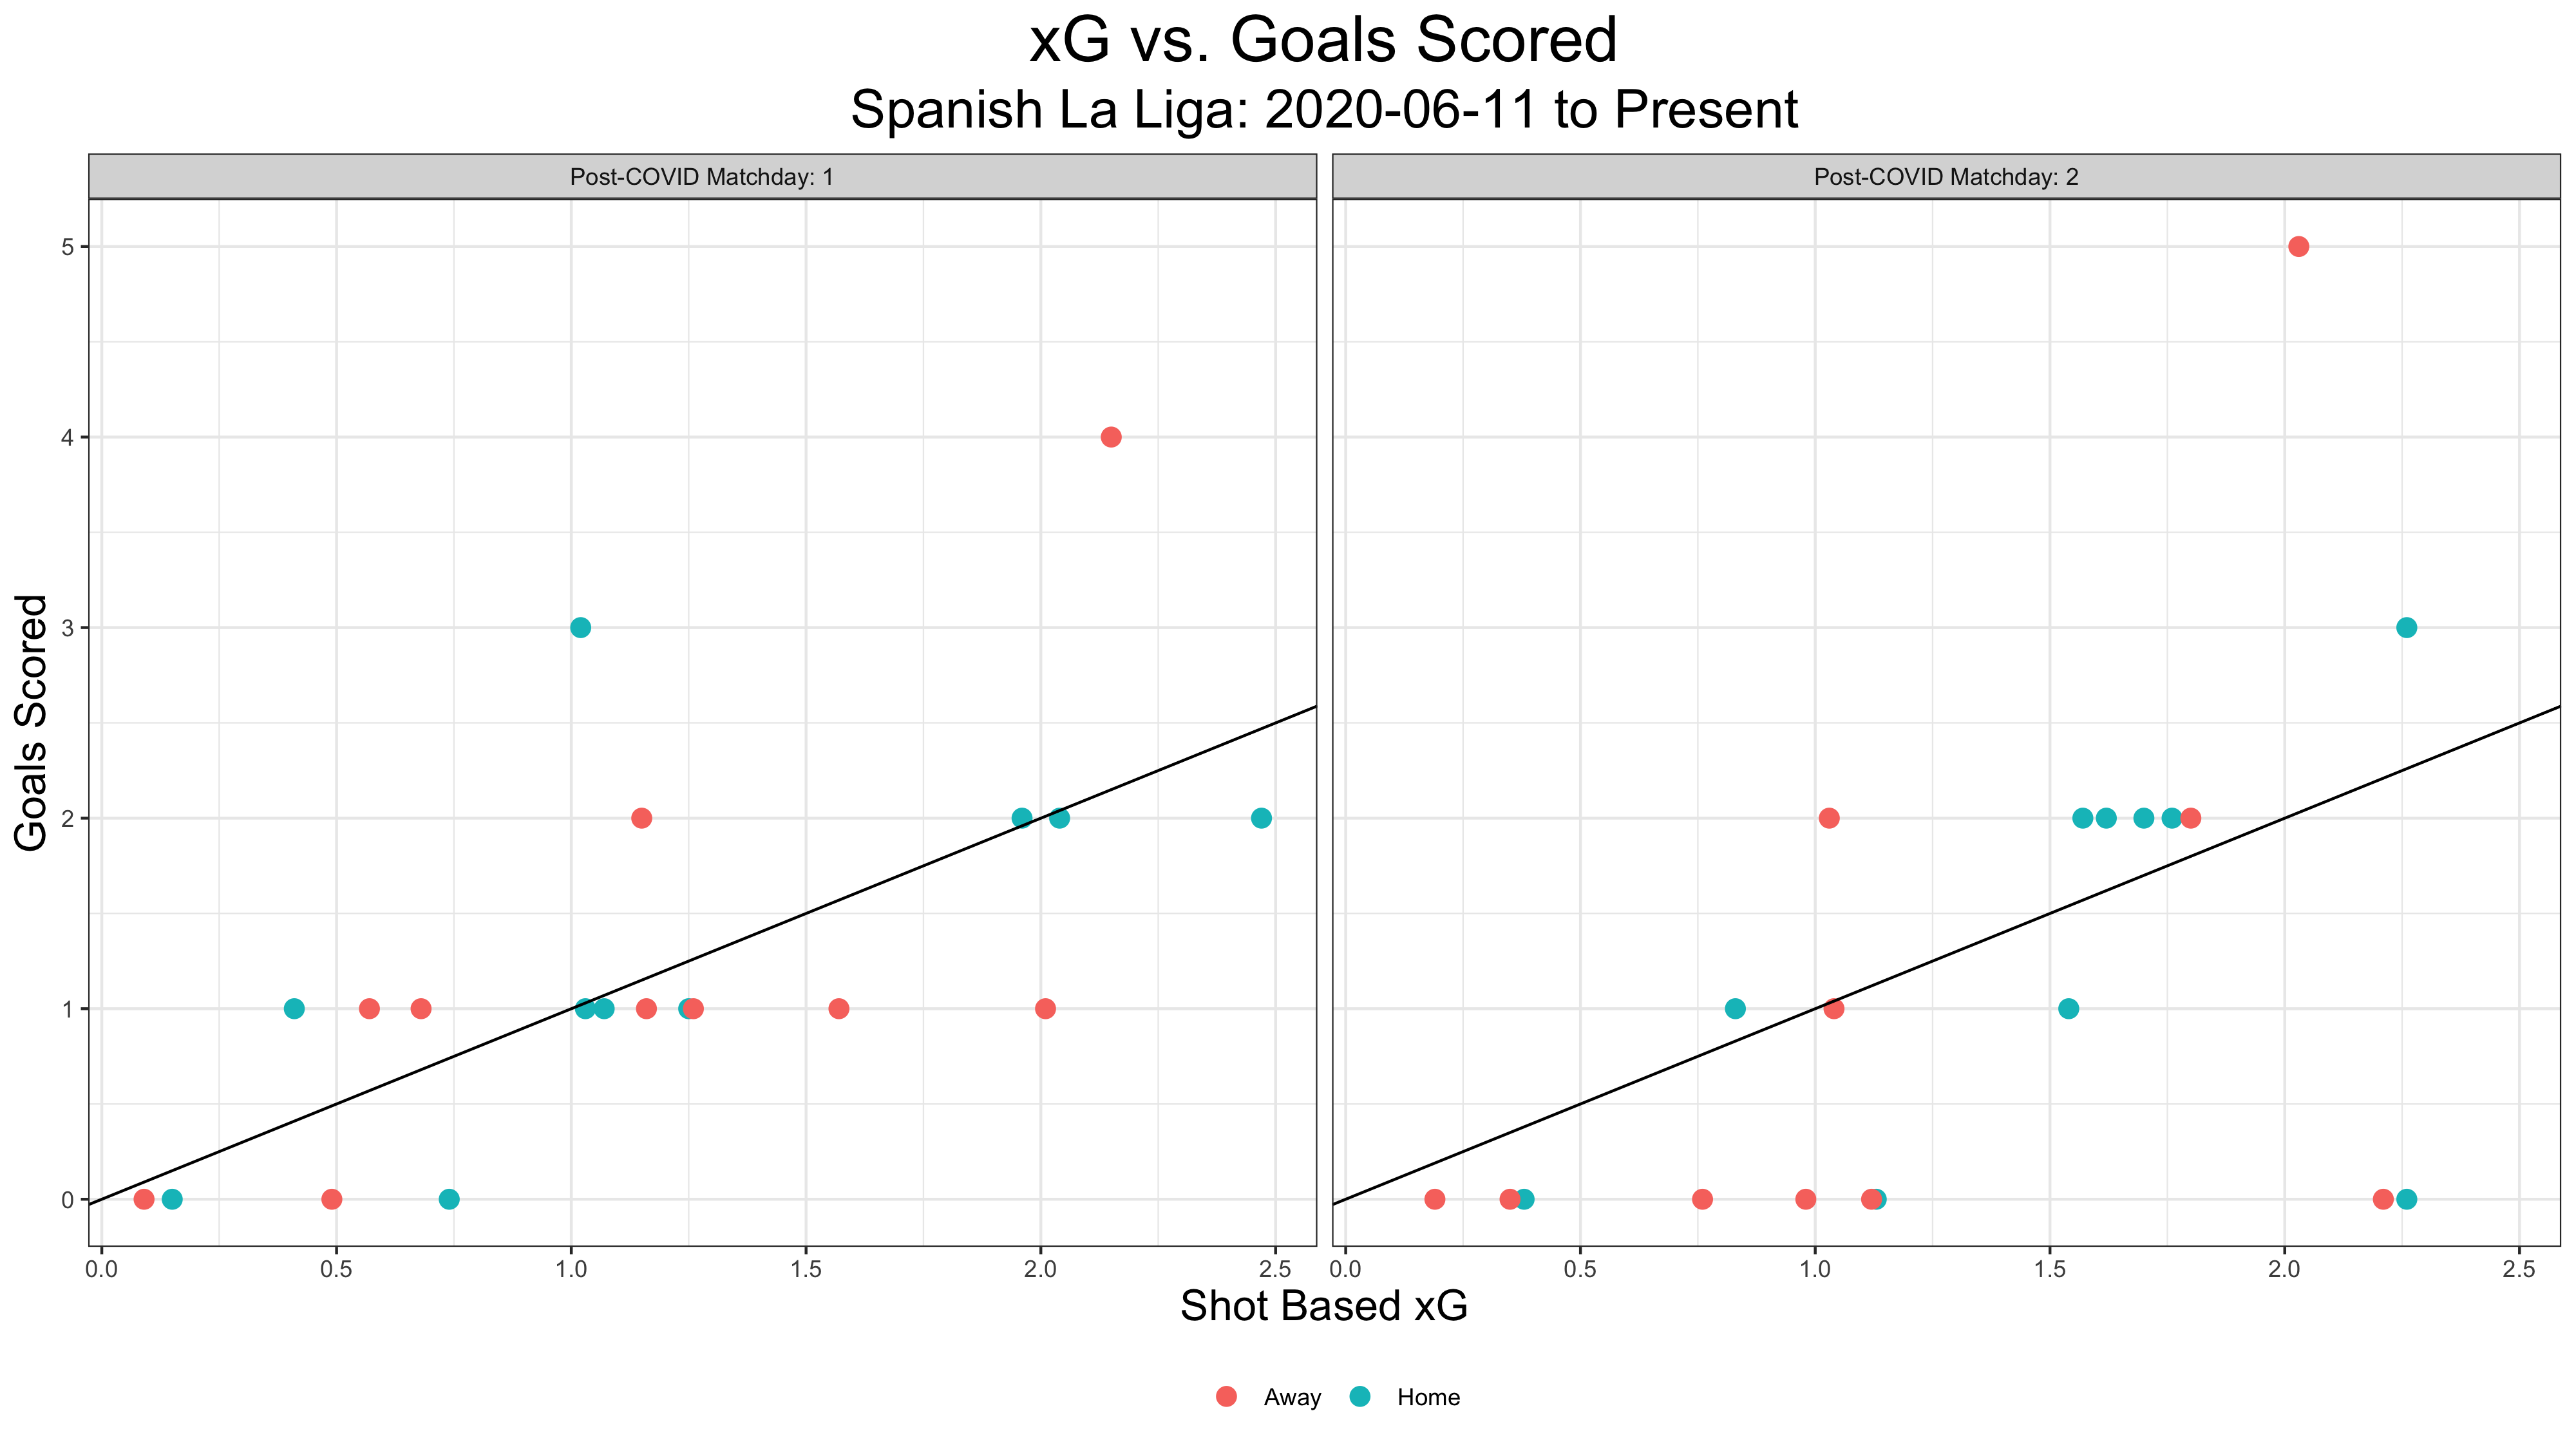 xG vs. Goals Scored
Spanish La Liga: 2020-06-11 to Present
Post-COVID Matchday: 1
Post-COVID Matchday: 2
Goals Scored
5
4
3
2
1
0
0.0 0.5 1.0 1.5 2.0 2.5
0.0 0.5 1.0 1.5 2.0 2.5
Shot Based xG
Away Home